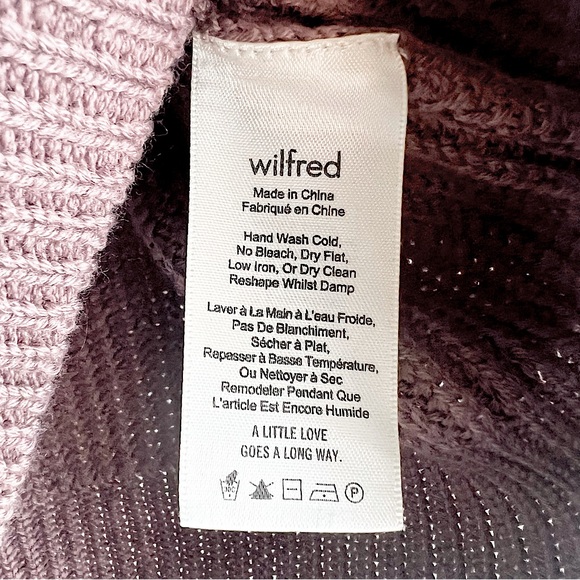 wilfred
Made in China
Fabriqué en Chine
Hand Wash Cold,
No Bleach, Dry Flat,
Low Iron, Or Dry Clean
Reshape Whilst Damp
Laver à La Main à L'eau Froide,
Pas De Blanchiment,
Sécher à Plat,
Repasser à Basse Température,
Ou Nettoyer à Sec
Remodeler Pendant Que
L'article Est Encore Humide
A LITTLE LOVE
GOES A LONG WAY.
P